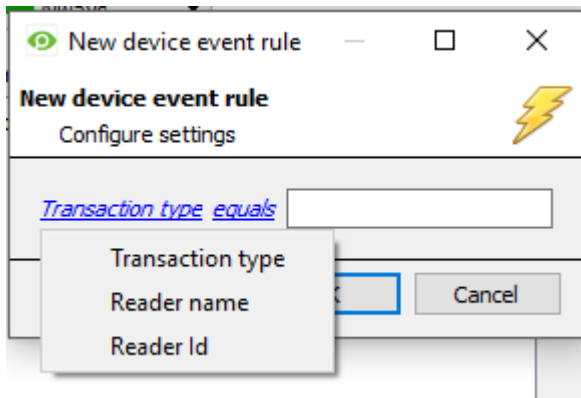 New device event rule
New device event rule
Configure settings
Transaction type equals
Transaction type
Reader name
Reader Id
Cancel